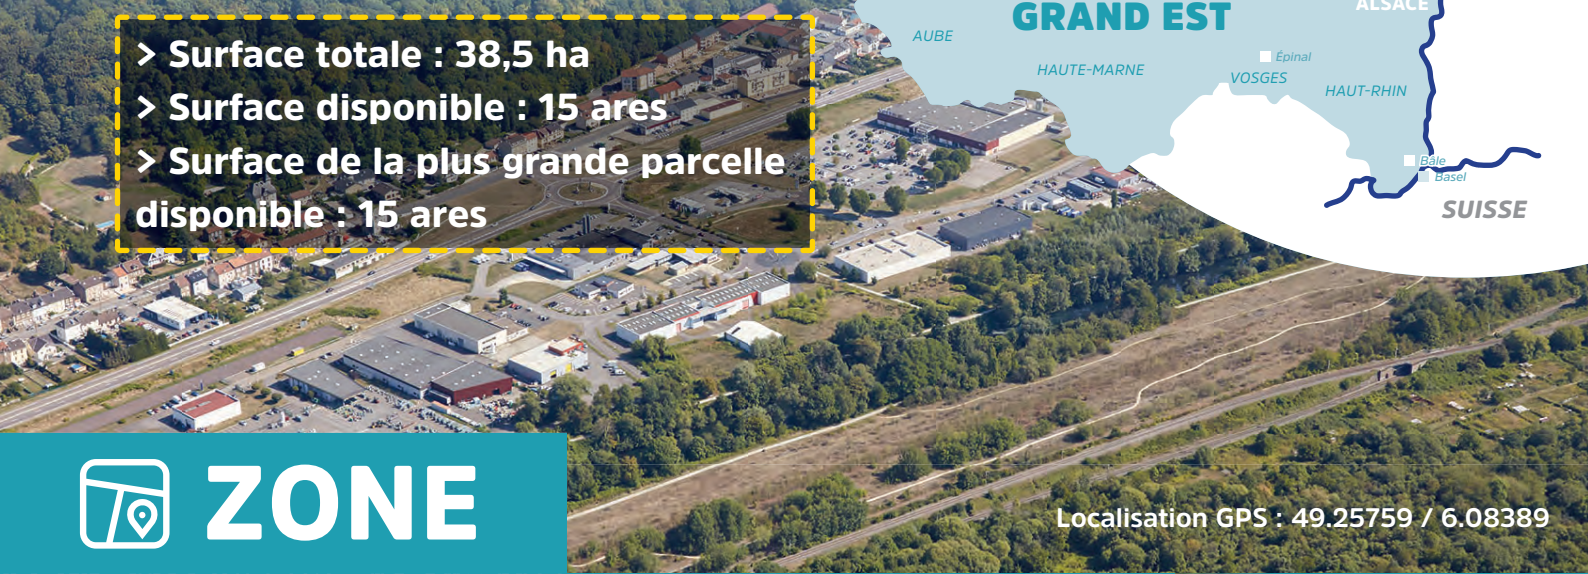 > Surface totale : 38,5 ha
> Surface disponible : 15 ares
> Surface de la plus grande parcelle
disponible : 15 ares
ALSACE
GRAND EST
AUBE
Épinal
HAUTE-MARNE
VOSGES
HAUT-RHIN
Bâle
Basel
SUISSE
ZONE
Localisation GPS : 49.25759 / 6.08389